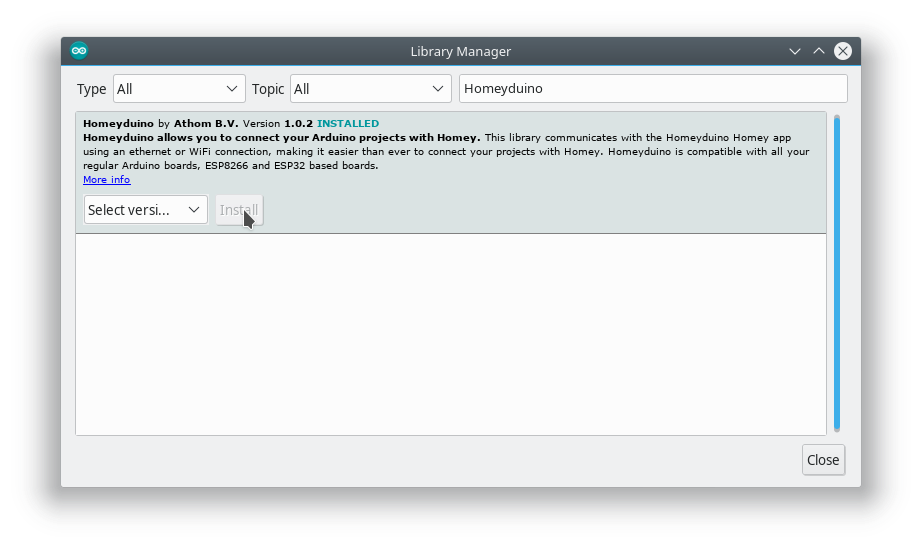 Library Manager
Type All Topic All Homeyduino
Homeyduino by Athom B.V. Version 1.0.2 INSTALLED
Homeyduino allows you to connect your Arduino projects with Homey. This library communicates with the Homeyduino Homey app
using an ethernet or WiFi connection, making it easier than ever to connect your projects with Homey. Homeyduino is compatible with all your
regular Arduino boards, ESP8266 and ESP32 based boards.
More info
Select versi... Install
Close